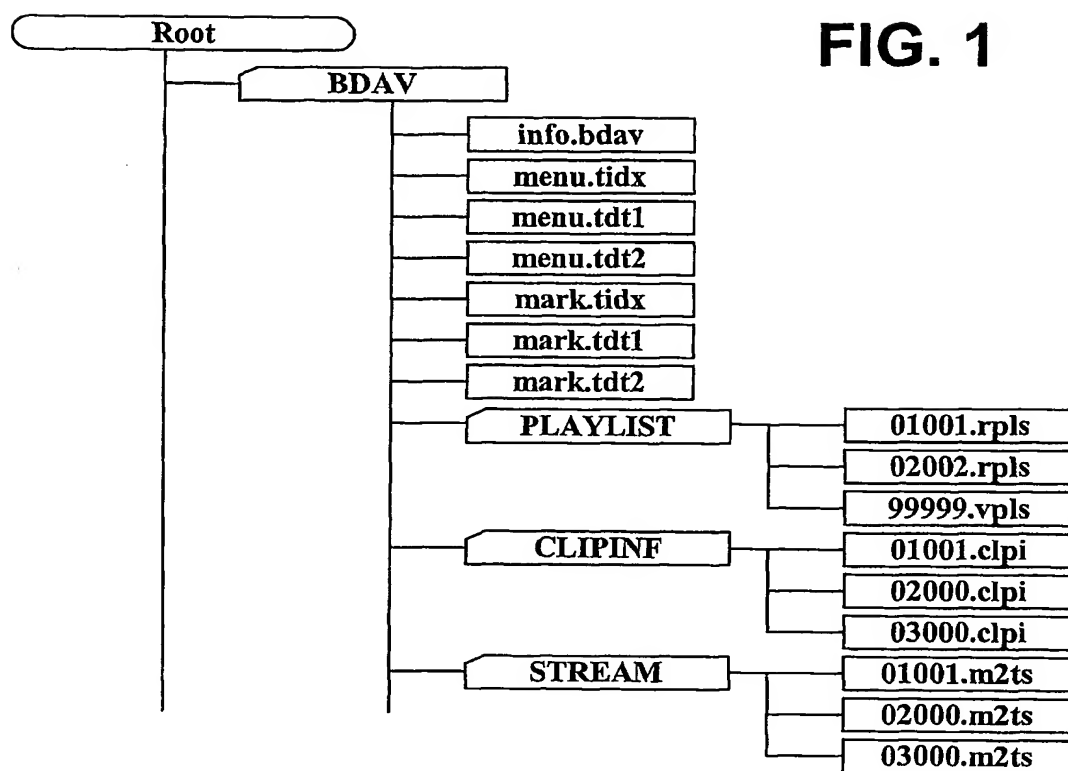 Root
FIG. 1
BDAV
info.bdav
menu.tidx
menu.tdt1
menu.tdt2
mark.tidx
mark.tdt1
mark.tdt2
PLAYLIST
01001.rpls
02002.rpls
99999.vpls
CLIPINF
01001.clpi
02000.clpi
03000.clpi
STREAM
01001.m2ts
02000.m2ts
03000.m2ts